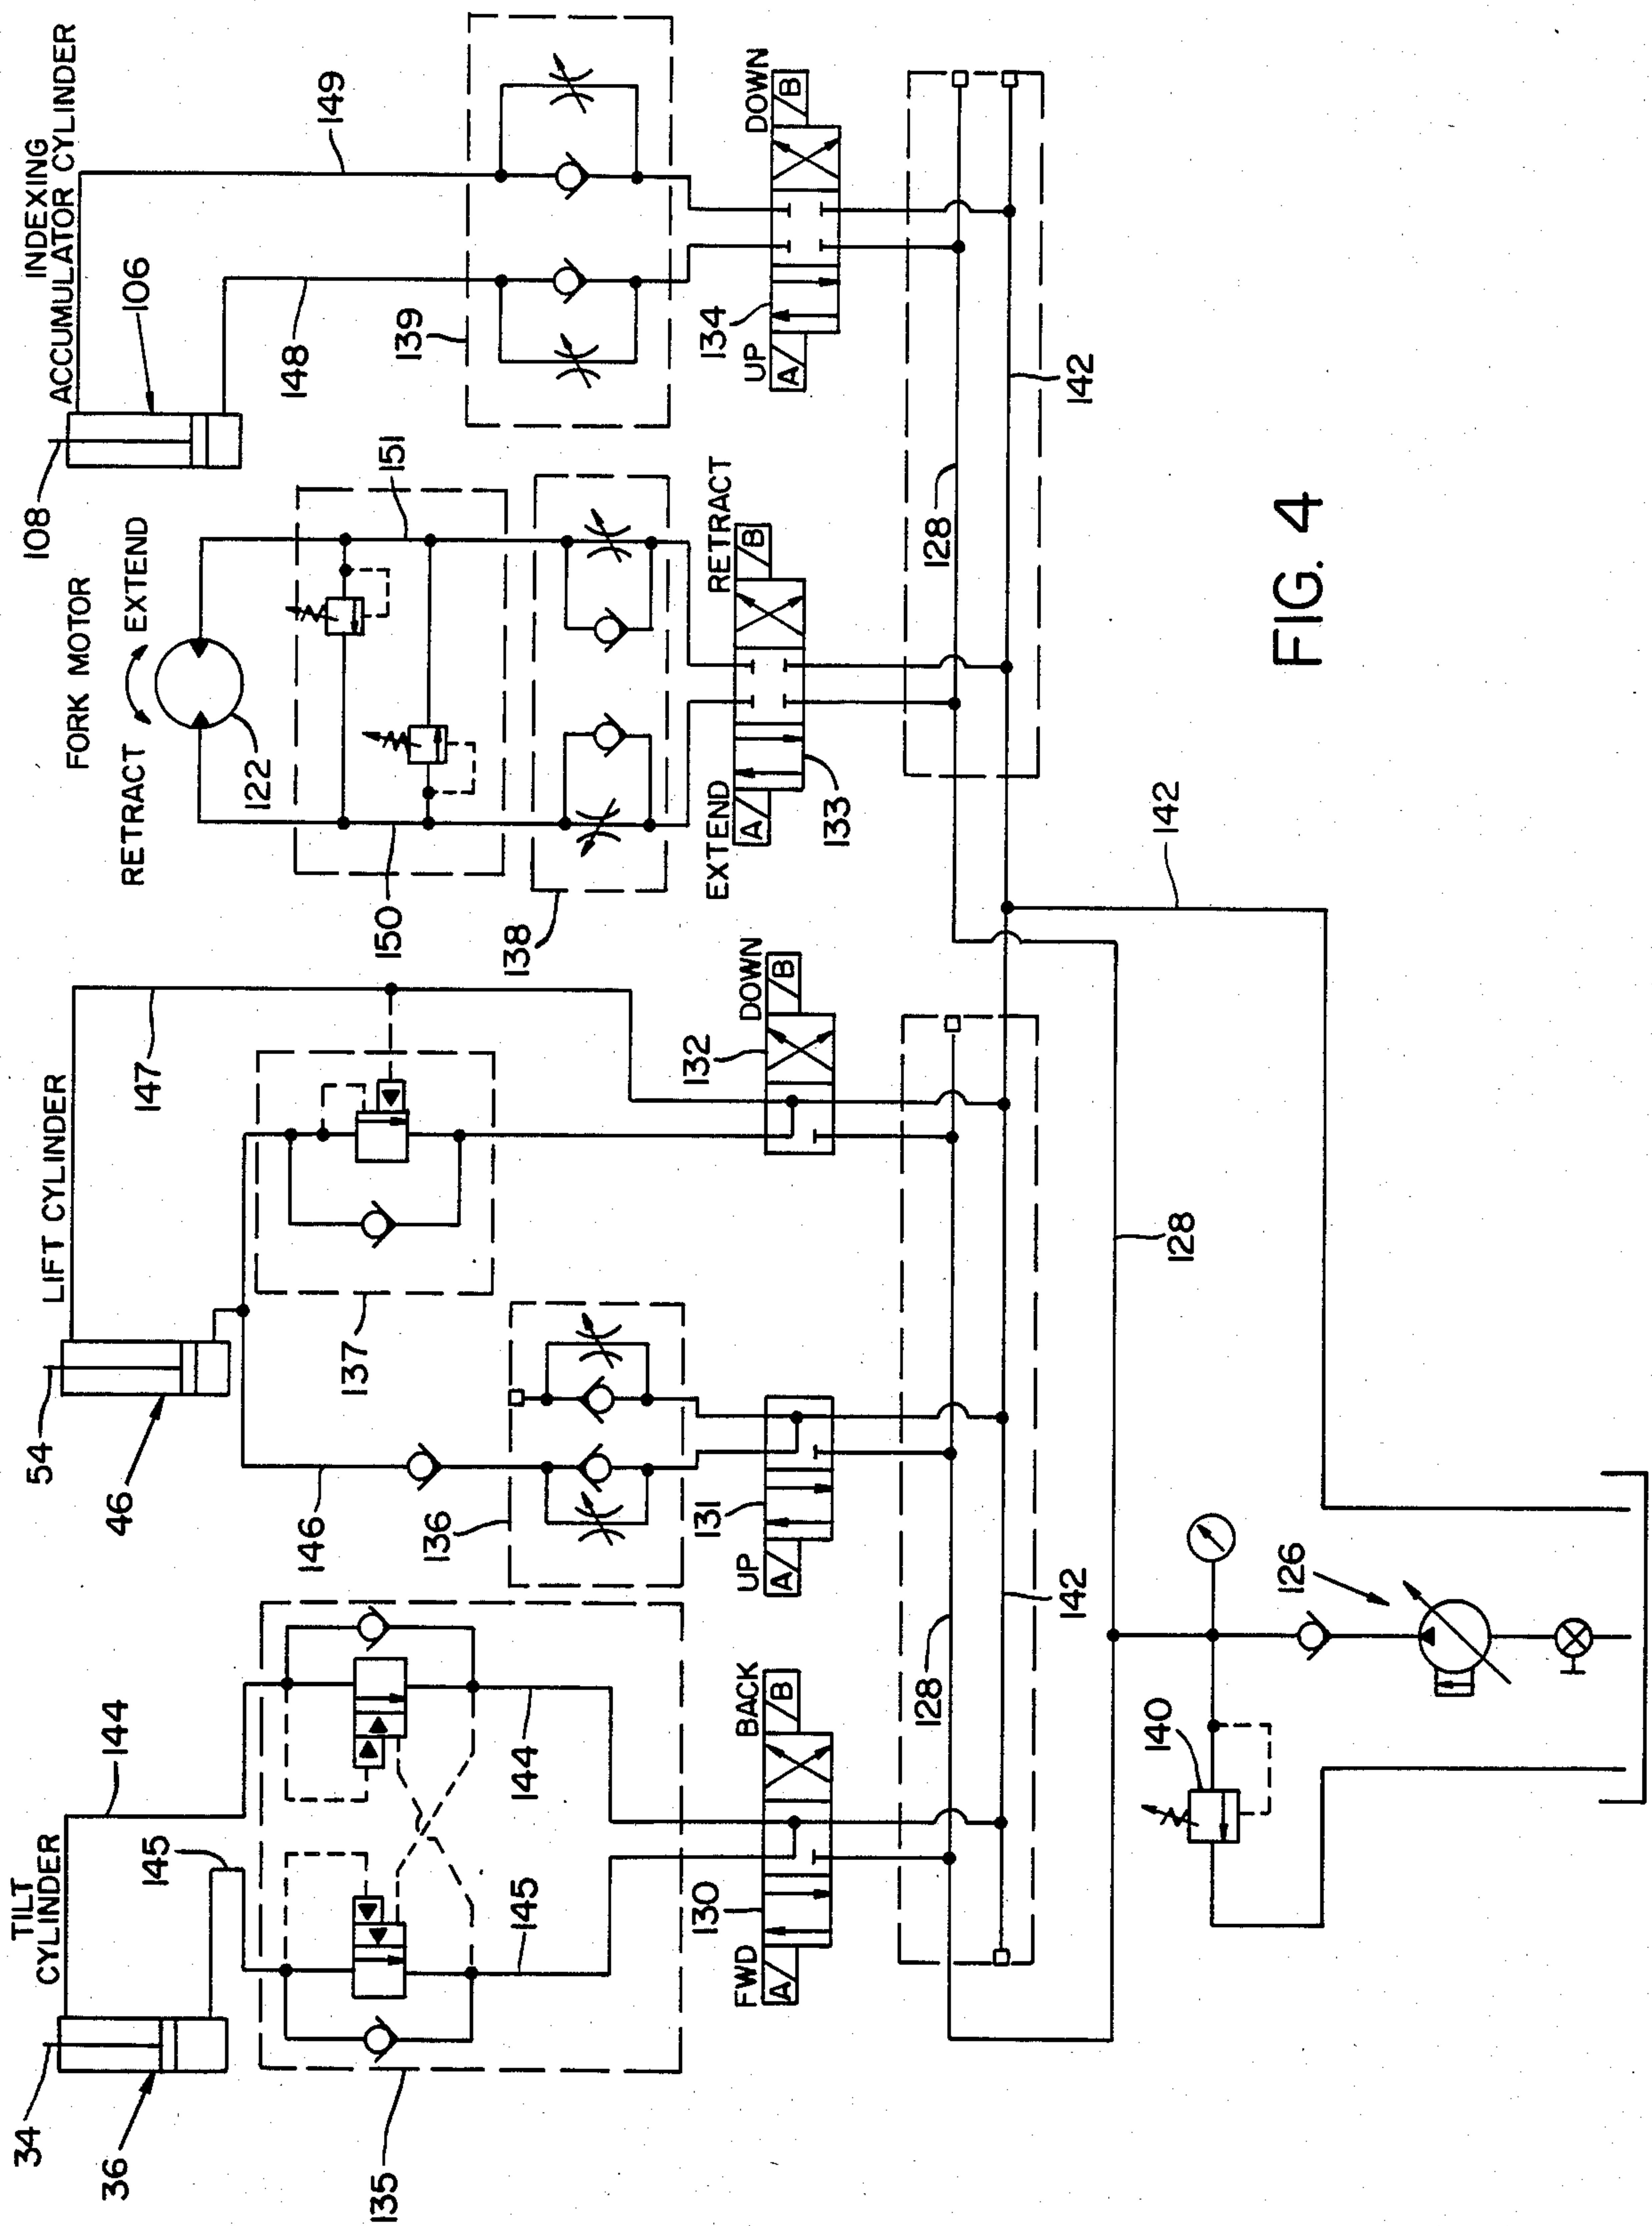 TILT
CYLINDER
34
36
144
145
135
144
145
FWD
A
130
BACK
B
LIFT CYLINDER
54
46
146
147
136
137
UP
A
131
132
DOWN
B
128
142
FORK MOTOR
RETRACT
EXTEND
122
150
151
138
EXTEND
A
133
RETRACT
B
INDEXING
ACCUMULATOR CYLINDER
108
106
148
149
139
UP
A
134
DOWN
B
128
142
142
128
140
126
FIG. 4